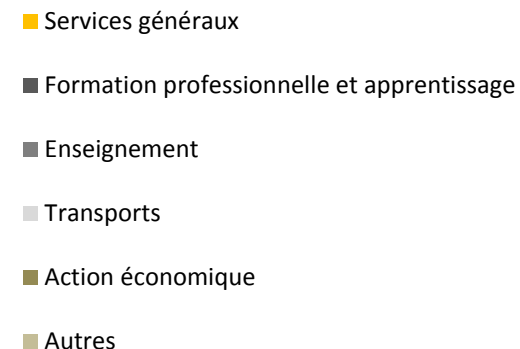 Services généraux
Formation professionnelle et apprentissage
Enseignement
Transports
Action économique
Autres